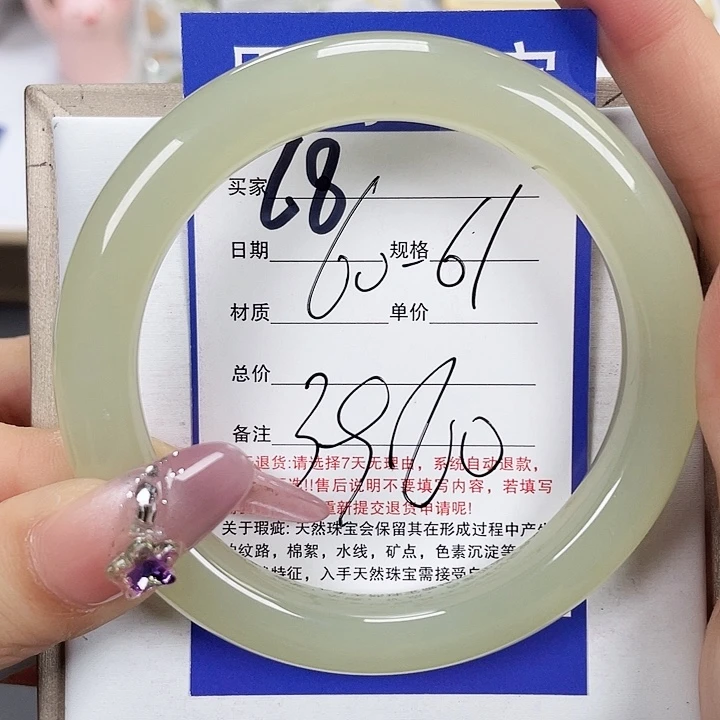 买家 68
日期 规格 60-61
材质 单价
总价
备注 3900
退货:请选择7天无理由，系统自动退款，
!!售后说明不要填写内容，若填写
重新提交退货申请呢!
关于瑕疵: 天然珠宝会保留其在形成过程中产
纹路，棉絮，水线，矿点，色素沉淀等
特征，入手天然珠宝需接受